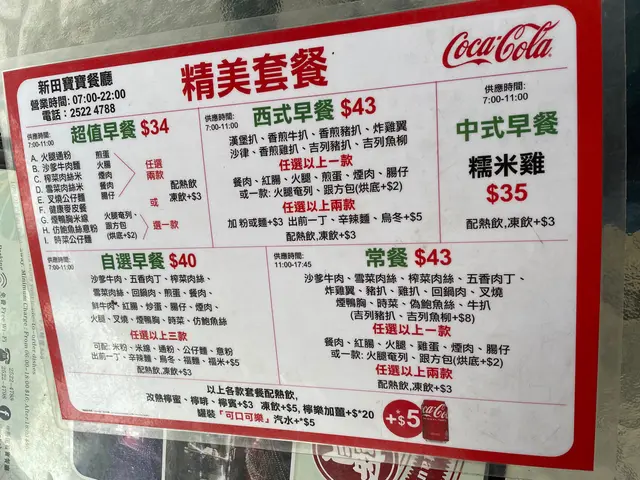 新田寶寶餐廳
營業時間: 07:00-22:00
電話：2522 4788
精美套餐
Coca-Cola
供應時間:
7:00-11:00
超值早餐 $34
A. 火腿通粉
B. 沙爹牛肉麵
C. 榨菜肉絲米
D. 雪菜肉絲米
E. 叉燒公仔麵
F. 健康麥皮餐
G. 煙鴨胸米線
H. 仿鮑魚絲意粉
I. 時菜公仔麵
煎蛋
火腿
煙肉
餐肉
腸仔
任選
兩款
或
火腿奄列、
跟方包
(烘底+$2)
選一款
配熱飲
凍飲+$3
供應時間:
7:00-11:00
西式早餐 $43
漢堡扒、香煎牛扒、香煎豬扒、炸雞翼
沙律、香煎雞扒、吉列豬扒、吉列魚柳
任選以上一款
餐肉、紅腸、火腿、煎蛋、煙肉、腸仔
或一款: 火腿奄列、跟方包(烘底+$2)
任選以上兩款
加 粉或麵+$3 出前一丁、辛辣麵、烏冬+$5
配熱飲,凍飲+$3
供應時間:
7:00-11:00
中式早餐
糯米雞
$35
配熱飲,凍飲+$3
供應時間:
7:00-11:00
自選早餐 $40
沙爹牛肉、五香肉丁、榨菜肉絲、
雪菜肉絲、回鍋肉、煎蛋、餐肉、
鮮牛肉、紅腸、炒蛋、腸仔、煙肉、
火腿、叉燒、煙鴨胸、時菜、仿鮑魚絲
任選以上三款
可配: 米粉、米線、通粉、公仔麵、意粉
出前一丁、辛辣麵、烏冬、福麵、福米+$5
配熱飲,凍飲+$3
供應時間:
11:00-17:45
常餐 $43
沙爹牛肉、雪菜肉絲、榨菜肉絲、五香肉丁、
炸雞翼、豬扒、雞扒、回鍋肉、叉燒
煙鴨胸、時菜、偽鮑魚絲、牛扒
(吉列豬扒、吉列魚柳+$8)
任選以上一款
餐肉、紅腸、火腿、雞蛋、煙肉、腸仔
或一款: 火腿奄列、跟方包(烘底+$2)
任選以上兩款
配熱飲,凍飲+$3
以上各款套餐配熱飲,
改熱檸蜜、檸啡、檸賓+$3 凍飲+$5, 檸樂加薑+$*20
罐裝「可口可樂」汽水+*$5
+*$5